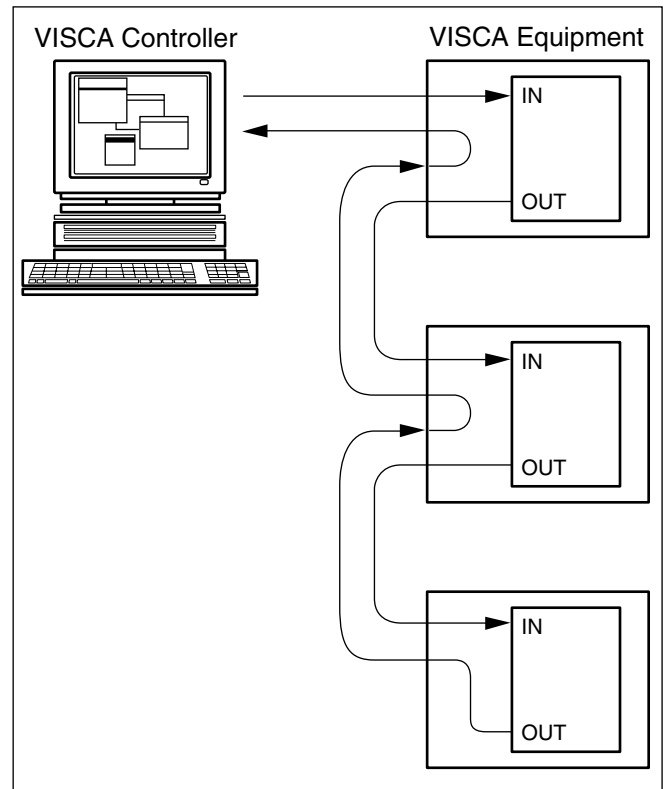 VISCA Controller
VISCA Equipment
IN
OUT
IN
OUT
IN
OUT